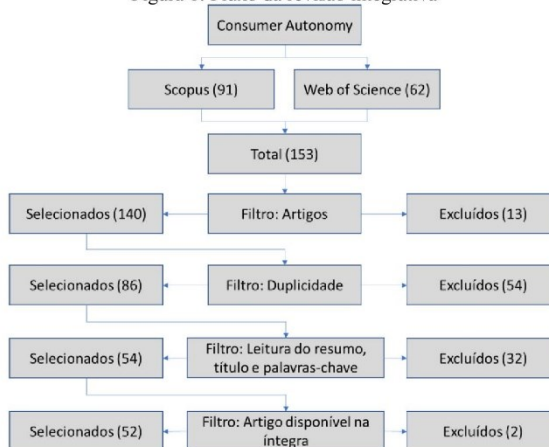 Consumer Autonomy
Scopus (91)
Web of Science (62)
Total (153)
Selecionados (140)
Filtro: Artigos
Excluídos (13)
Selecionados (86)
Filtro: Duplicidade
Excluídos (54)
Selecionados (54)
Filtro: Leitura do resumo,
título e palavras-chave
Excluídos (32)
Selecionados (52)
Filtro: Artigo disponível na
íntegra
Excluídos (2)